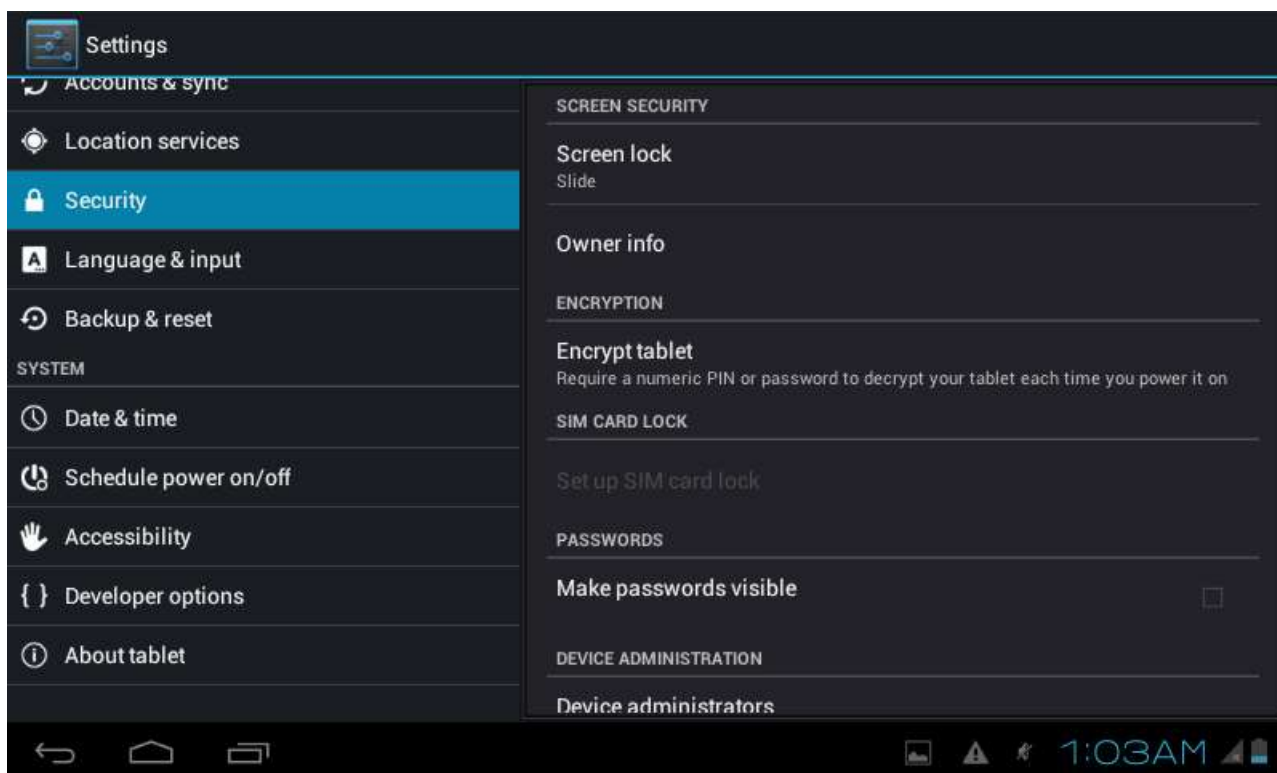 Settings
Accounts & sync
Location services
Security
Language & input
Backup & reset
SYSTEM
Date & time
Schedule power on/off
Accessibility
{ } Developer options
About tablet
SCREEN SECURITY
Screen lock
Slide
Owner info
ENCRYPTION
Encrypt tablet
Require a numeric PIN or password to decrypt your tablet each time you power it on
SIM CARD LOCK
Set up SIM card lock
PASSWORDS
Make passwords visible
DEVICE ADMINISTRATION
Device administrators
1:03AM